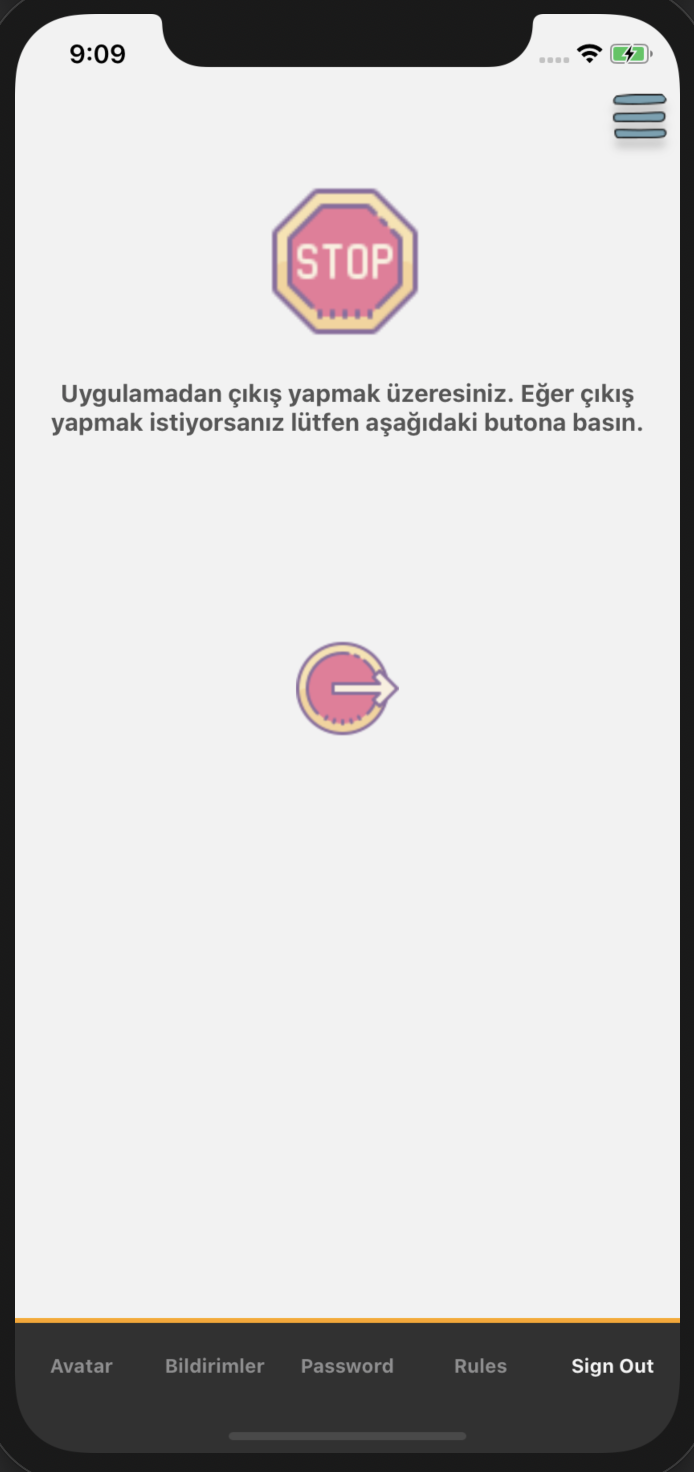 9:09
STOP
Uygulamadan çıkış yapmak üzeresiniz. Eğer çıkış
yapmak istiyorsanız lütfen aşağıdaki butona basın.
Avatar Bildirimler Password Rules Sign Out